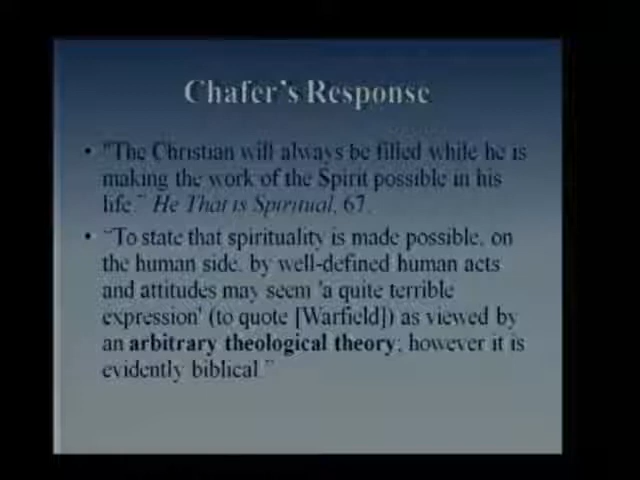 Chafer's Response
• "The Christian will always be filled while he is
making the work of the Spirit possible in his
life." He That is Spiritual, 67.
• "To state that spirituality is made possible, on
the human side, by well-defined human acts
and attitudes may seem 'a quite terrible
expression' (to quote [Warfield]) as viewed by
an arbitrary theological theory; however it is
evidently biblical."